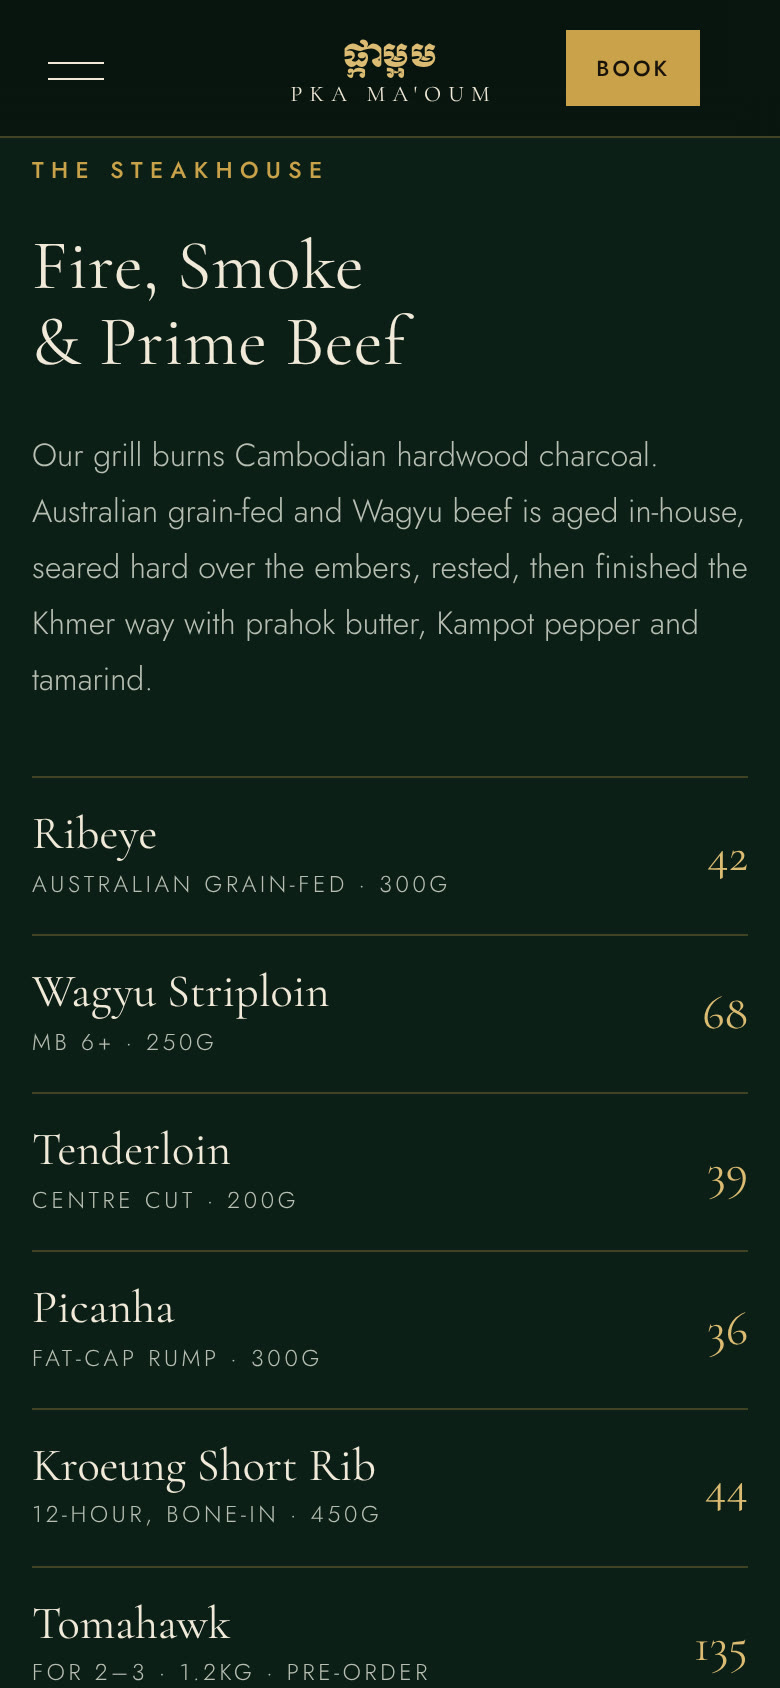 ផ្កាម្អម
PKA MA'OUM
BOOK
THE STEAKHOUSE
Fire, Smoke
& Prime Beef
Our grill burns Cambodian hardwood charcoal.
Australian grain-fed and Wagyu beef is aged in-house,
seared hard over the embers, rested, then finished the
Khmer way with prahok butter, Kampot pepper and
tamarind.
Ribeye
AUSTRALIAN GRAIN-FED · 300G
42
Wagyu Striploin
MB 6+ · 250G
68
Tenderloin
CENTRE CUT · 200G
39
Picanha
FAT-CAP RUMP · 300G
36
Kroeung Short Rib
12-HOUR, BONE-IN · 450G
44
Tomahawk
FOR 2–3 · 1.2KG · PRE-ORDER
135